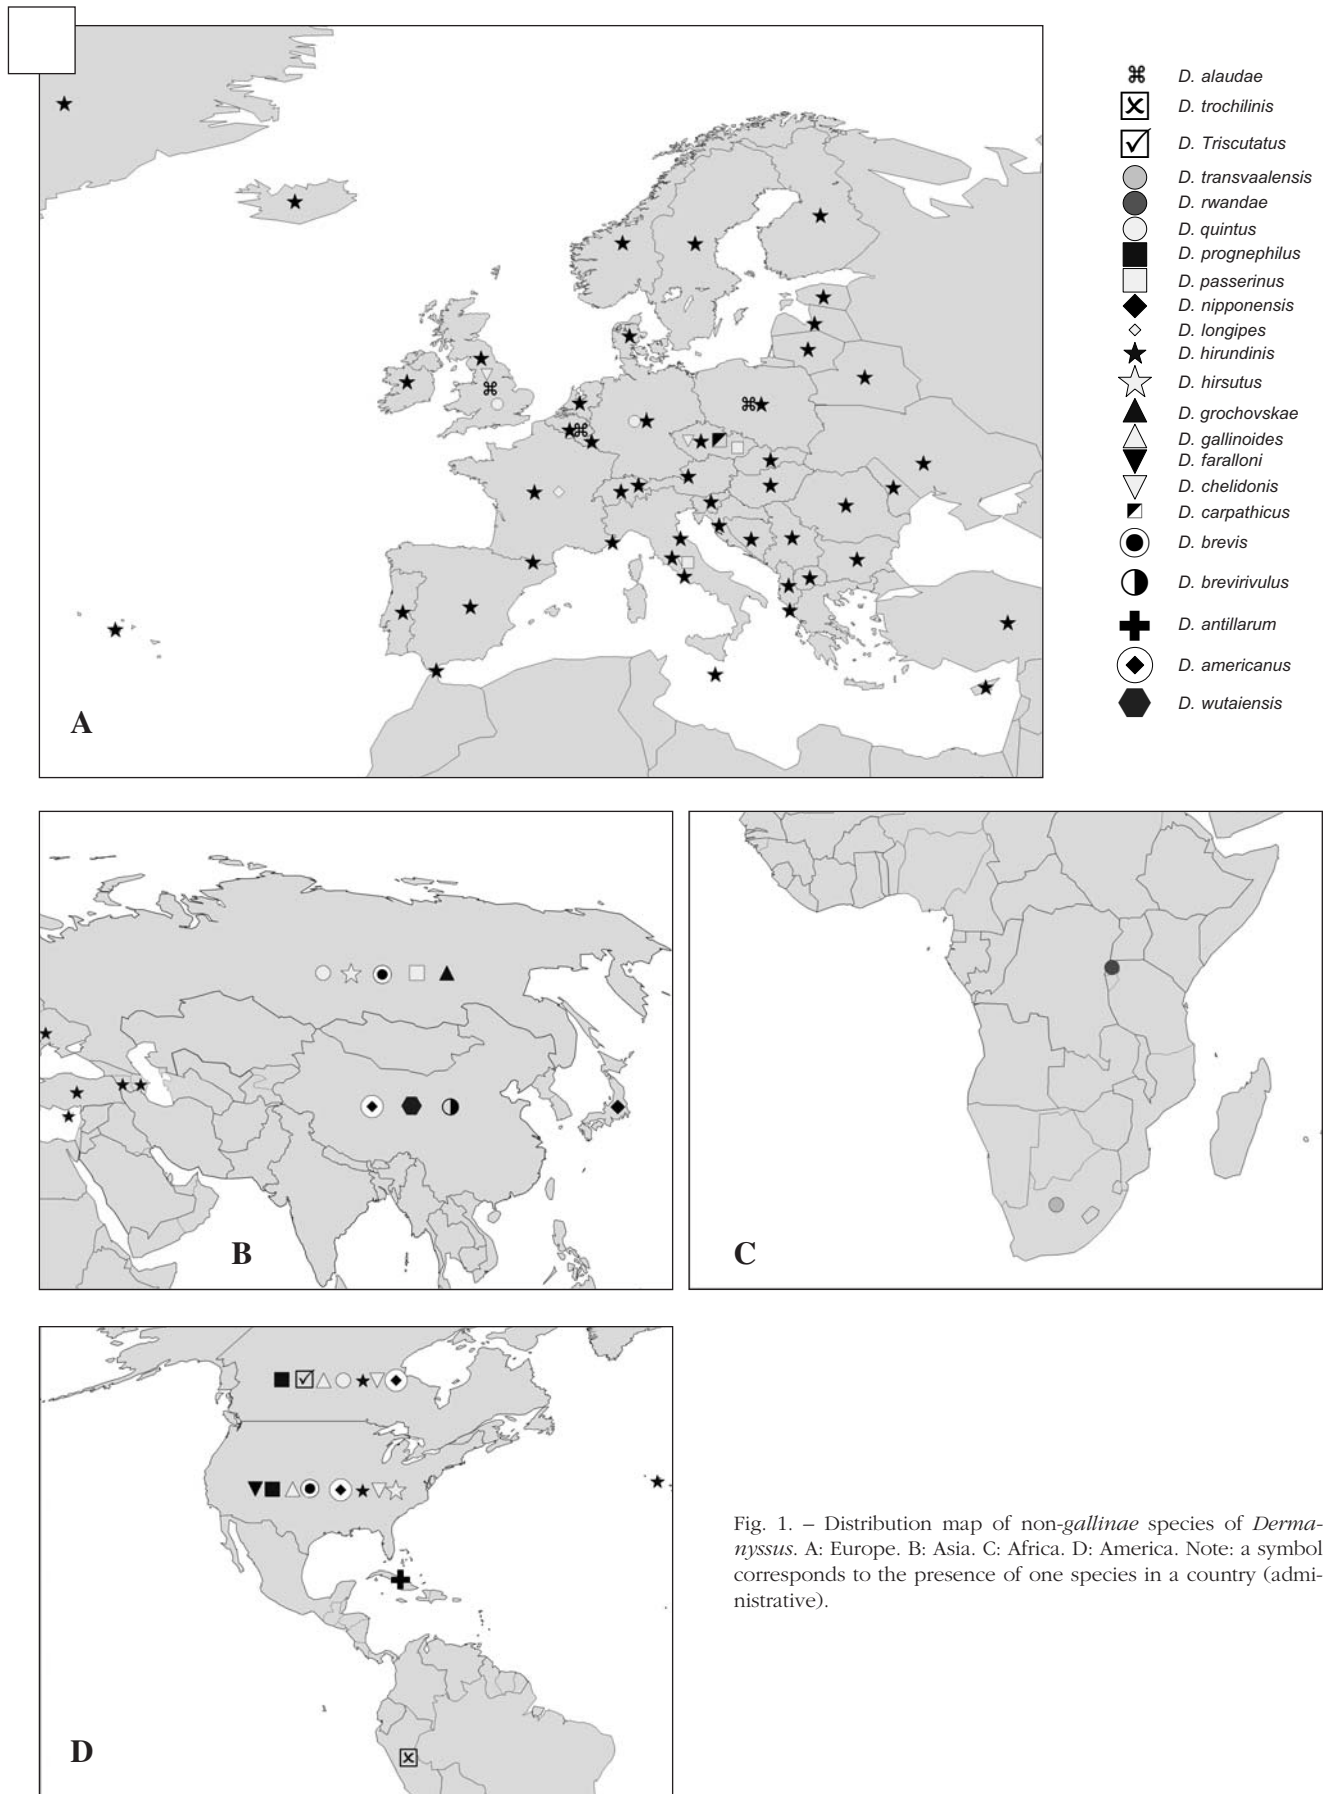 D. alaudae
D. trochilinis
D. Triscutatus
D. transvaalensis
D. rwandae
D. quintus
D. prognephilus
D. passerinus
D. nipponensis
D. longipes
D. hirundinis
D. hirsutus
D. grochovskae
D. gallinoides
D. faralloni
D. chelidonis
D. carpathicus
D. brevis
D. brevirivulus
D. antillarum
D. americanus
D. wutaiensis
A
B
C
D
Fig. 1. – Distribution map of non-gallinae species of Derma-
nyssus. A: Europe. B: Asia. C: Africa. D: America. Note: a symbol
corresponds to the presence of one species in a country (admi-
nistrative).